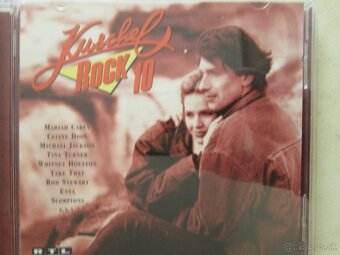 Kuschel
ROCK
10
MARIAH CAREY
CELINE DION
MICHAEL JACKSON
TINA TURNER
WHITNEY HOUSTON
TAKE THAT
ROD STEWART
ENYA
SCORPIONS
U.V.A.
RTL